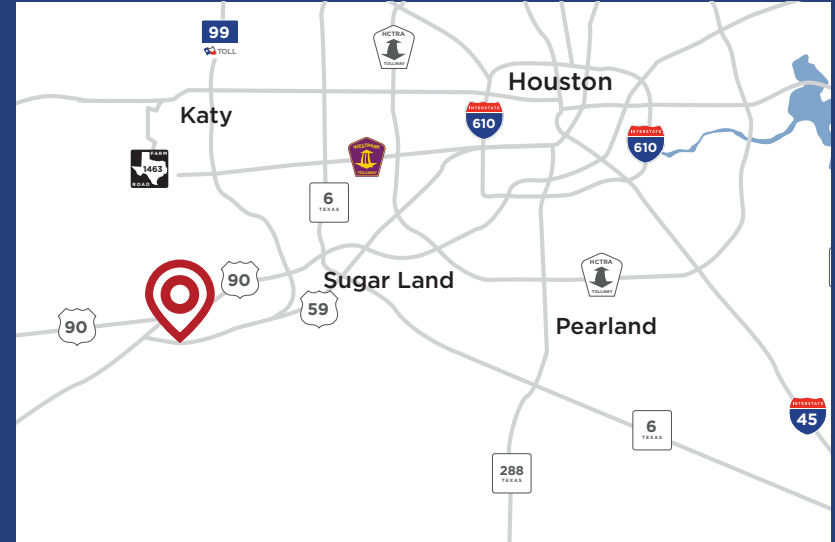 99
TOLL
HCTRA
TOLLWAY
Houston
Katy
INTERSTATE
610
INTERSTATE
610
WESTPARK
TOLLWAY
FARM
1463
ROAD
6
TEXAS
90
Sugar Land
HCTRA
TOLLWAY
59
90
Pearland
INTERSTATE
45
6
TEXAS
288
TEXAS